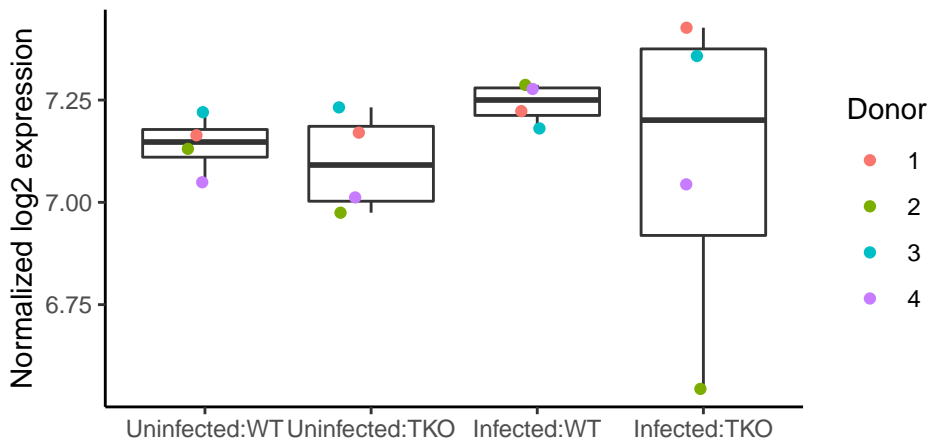 Normalized log2 expression
7.25
7.00
6.75
Uninfected:WT
Uninfected:TKO
Infected:WT
Infected:TKO
Donor
1
2
3
4